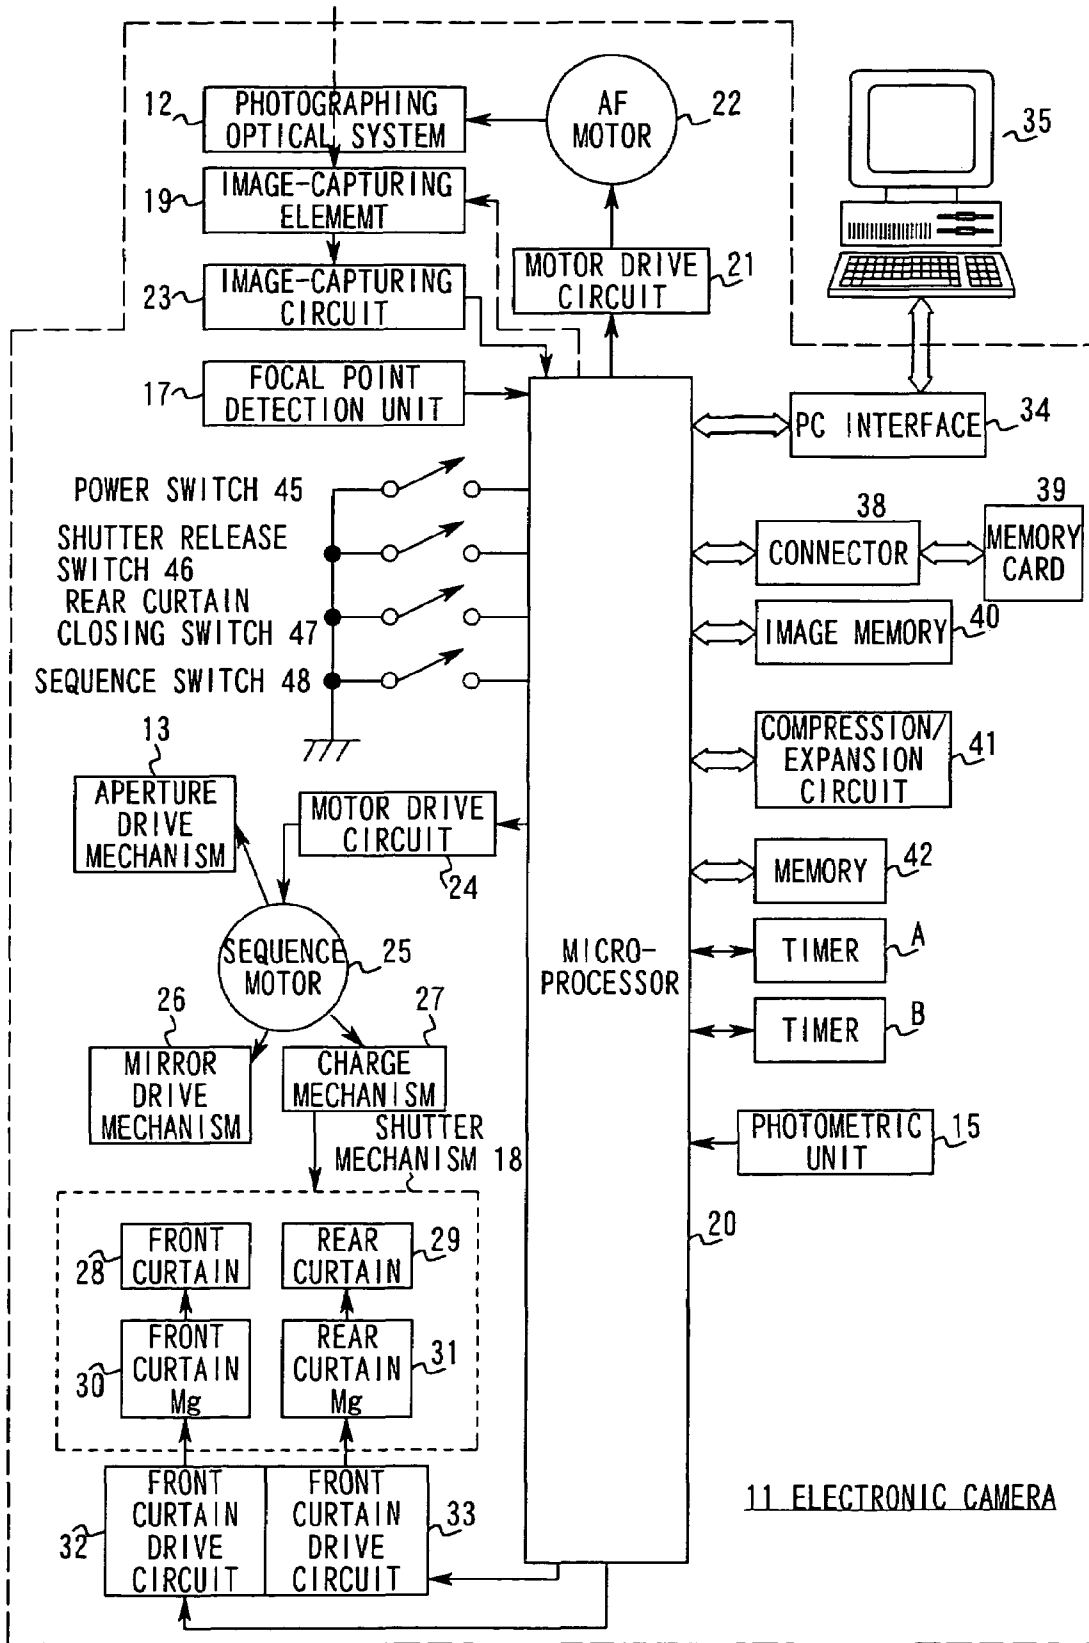 12
PHOTOGRAPHING
OPTICAL SYSTEM
AF
MOTOR
22
35
19
IMAGE-CAPTURING
ELEMEMT
23
IMAGE-CAPTURING
CIRCUIT
MOTOR DRIVE
CIRCUIT
21
17
FOCAL POINT
DETECTION UNIT
PC INTERFACE
34
POWER SWITCH 45
SHUTTER RELEASE
SWITCH 46
REAR CURTAIN
CLOSING SWITCH 47
SEQUENCE SWITCH 48
38
CONNECTOR
39
MEMORY
CARD
IMAGE MEMORY
40
COMPRESSION/
EXPANSION
CIRCUIT
41
13
APERTURE
DRIVE
MECHANISM
MOTOR DRIVE
CIRCUIT
24
MEMORY
42
TIMER
A
SEQUENCE
MOTOR
25
MICRO-
PROCESSOR
TIMER
B
26
MIRROR
DRIVE
MECHANISM
27
CHARGE
MECHANISM
SHUTTER
MECHANISM 18
PHOTOMETRIC
UNIT
15
20
28
FRONT
CURTAIN
REAR
CURTAIN
29
30
FRONT
CURTAIN
Mg
REAR
CURTAIN
Mg
31
32
FRONT
CURTAIN
DRIVE
CIRCUIT
FRONT
CURTAIN
DRIVE
CIRCUIT
33
11 ELECTRONIC CAMERA